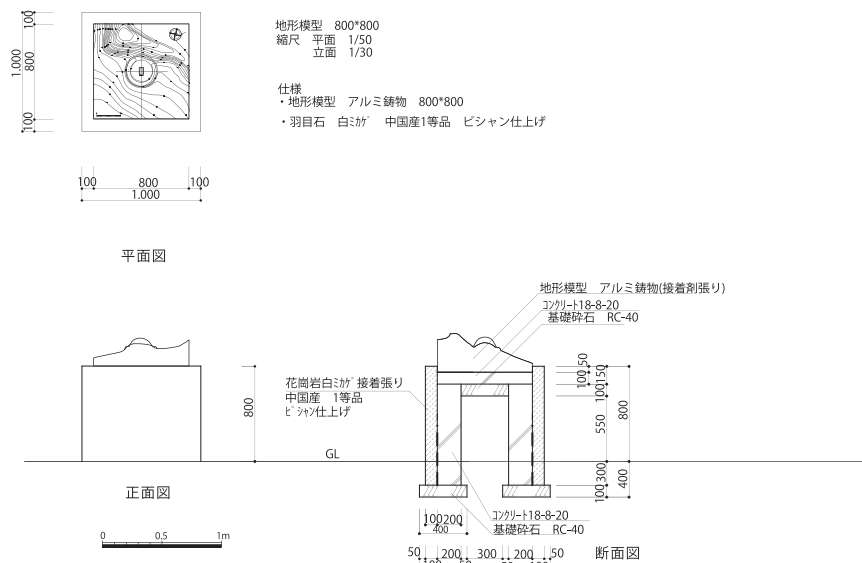 地形模型 800*800
縮尺 平面 1/50
立面 1/30
仕様
・地形模型 アルミ鋳物 800*800
・羽目石 白ミカゲ 中国産1等品 ビシャン仕上げ
100
800
100
1.000
100 800 100
1.000
平面図
地形模型 アルミ鋳物(接着剤張り)
コンクリート18-8-20
基礎砕石 RC-40
花崗岩白ミカゲ接着張り
中国産 1等品
ビシャン仕上げ
800
GL
正面図
50
100
150
100
550
800
300
100
400
100 200
400
コンクリート18-8-20
基礎砕石 RC-40
50 200 300 200 50
断面図
0 0.5 1m